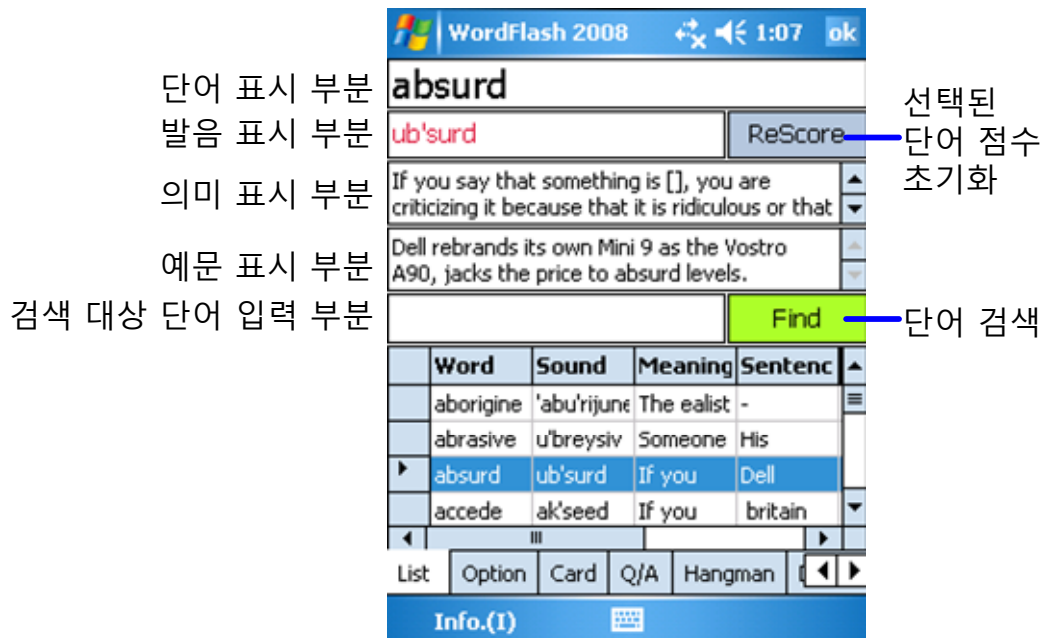 WordFlash 2008 1:07 ok
단어 표시 부분 absurd
발음 표시 부분 ub'surd ReScore
선택된
단어 점수
초기화
의미 표시 부분
If you say that something is [], you are
criticizing it because that it is ridiculous or that
예문 표시 부분
Dell rebrands its own Mini 9 as the Vostro
A90, jacks the price to absurd levels.
검색 대상 단어 입력 부분 Find 단어 검색
Word Sound Meaning Sentenc
aborigine 'abu'rijune The ealist -
abrasive u'breysiv Someone His
absurd ub'surd If you Dell
accede ak'seed If you britain
List Option Card Q/A Hangman
Info.(I)